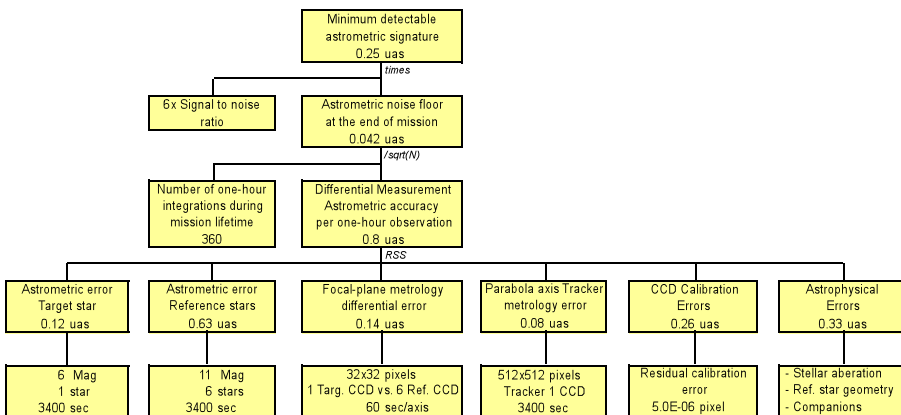 Minimum detectable
astrometric signature
0.25 uas
times
6x Signal to noise
ratio
Astrometric noise floor
at the end of mission
0.042 uas
/sqrt(N)
Number of one-hour
integrations during
mission lifetime
360
Differential Measurement
Astrometric accuracy
per one-hour observation
0.8 uas
RSS
Astrometric error
Target star
0.12 uas
Astrometric error
Reference stars
0.63 uas
Focal-plane metrology
differential error
0.14 uas
Parabola axis Tracker
metrology error
0.08 uas
CCD Calibration
Errors
0.26 uas
Astrophysical
Errors
0.33 uas
6 Mag
1 star
3400 sec
11 Mag
6 stars
3400 sec
32x32 pixels
1 Targ. CCD vs. 6 Ref. CCD
60 sec/axis
512x512 pixels
Tracker 1 CCD
3400 sec
Residual calibration
error
5.0E-06 pixel
- Stellar aberation
- Ref. star geometry
- Companions